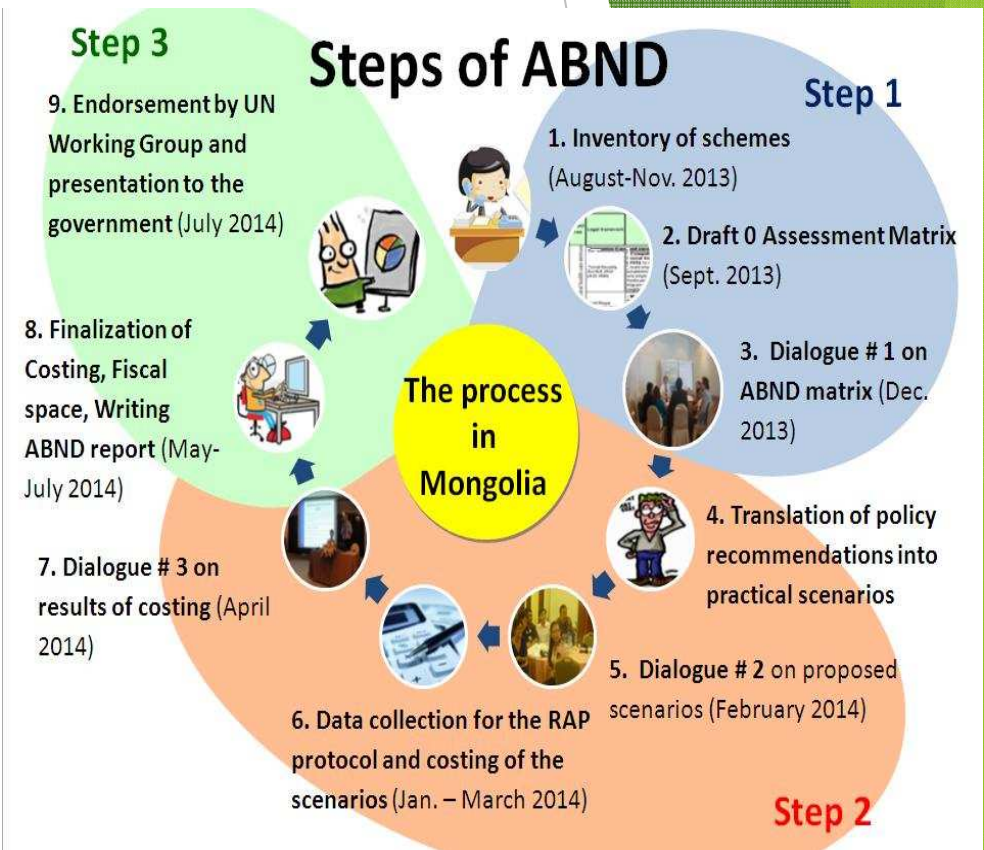 Steps of ABND
Step 1
1. Inventory of schemes
(August-Nov. 2013)
2. Draft 0 Assessment Matrix
(Sept. 2013)
3. Dialogue # 1 on
ABND matrix (Dec.
2013)
Step 2
4. Translation of policy
recommendations into
practical scenarios
5. Dialogue # 2 on proposed
scenarios (February 2014)
6. Data collection for the RAP
protocol and costing of the
scenarios (Jan. – March 2014)
7. Dialogue # 3 on
results of costing (April
2014)
Step 3
8. Finalization of
Costing, Fiscal
space, Writing
ABND report (May-
July 2014)
9. Endorsement by UN
Working Group and
presentation to the
government (July 2014)
The process
in
Mongolia